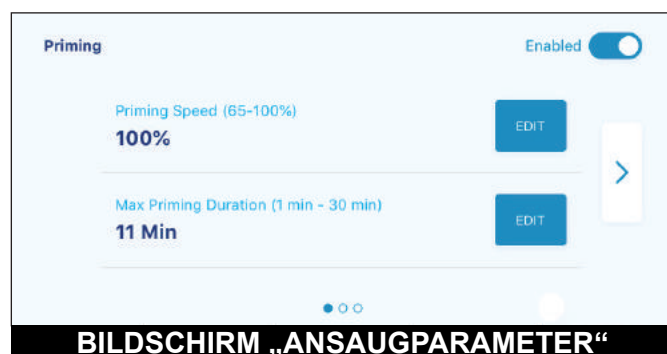 Priming
Enabled
Priming Speed (65-100%)
100%
EDIT
Max Priming Duration (1 min - 30 min)
11 Min
EDIT
BILDSCHIRM „ANSAUGPARAMETER“